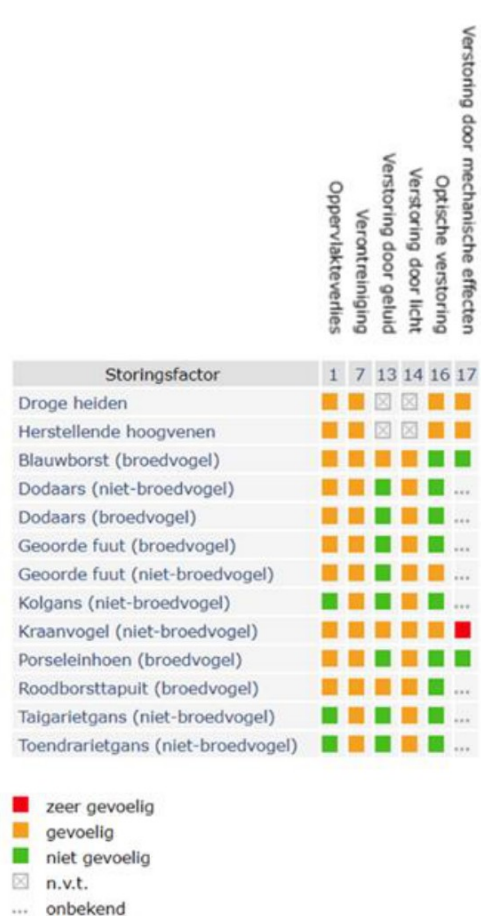 Oppervlakteverlies
Verontreiniging
Verstoring door geluid
Verstoring door licht
Optische verstoring
Verstoring door mechanische effecten
Storingsfactor 1 7 13 14 16 17
Droge heiden
Herstellende hoogvenen
Blauwborst (broedvogel)
Dodaars (niet-broedvogel) ...
Dodaars (broedvogel) ...
Geoorde fuut (broedvogel) ...
Geoorde fuut (niet-broedvogel) ...
Kolgans (niet-broedvogel) ...
Kraanvogel (niet-broedvogel)
Porseleinhoen (broedvogel)
Roodborsttapuit (broedvogel) ...
Taigarietgans (niet-broedvogel) ...
Toendrarietgans (niet-broedvogel) ...
zeer gevoelig
gevoelig
niet gevoelig
n.v.t.
... onbekend